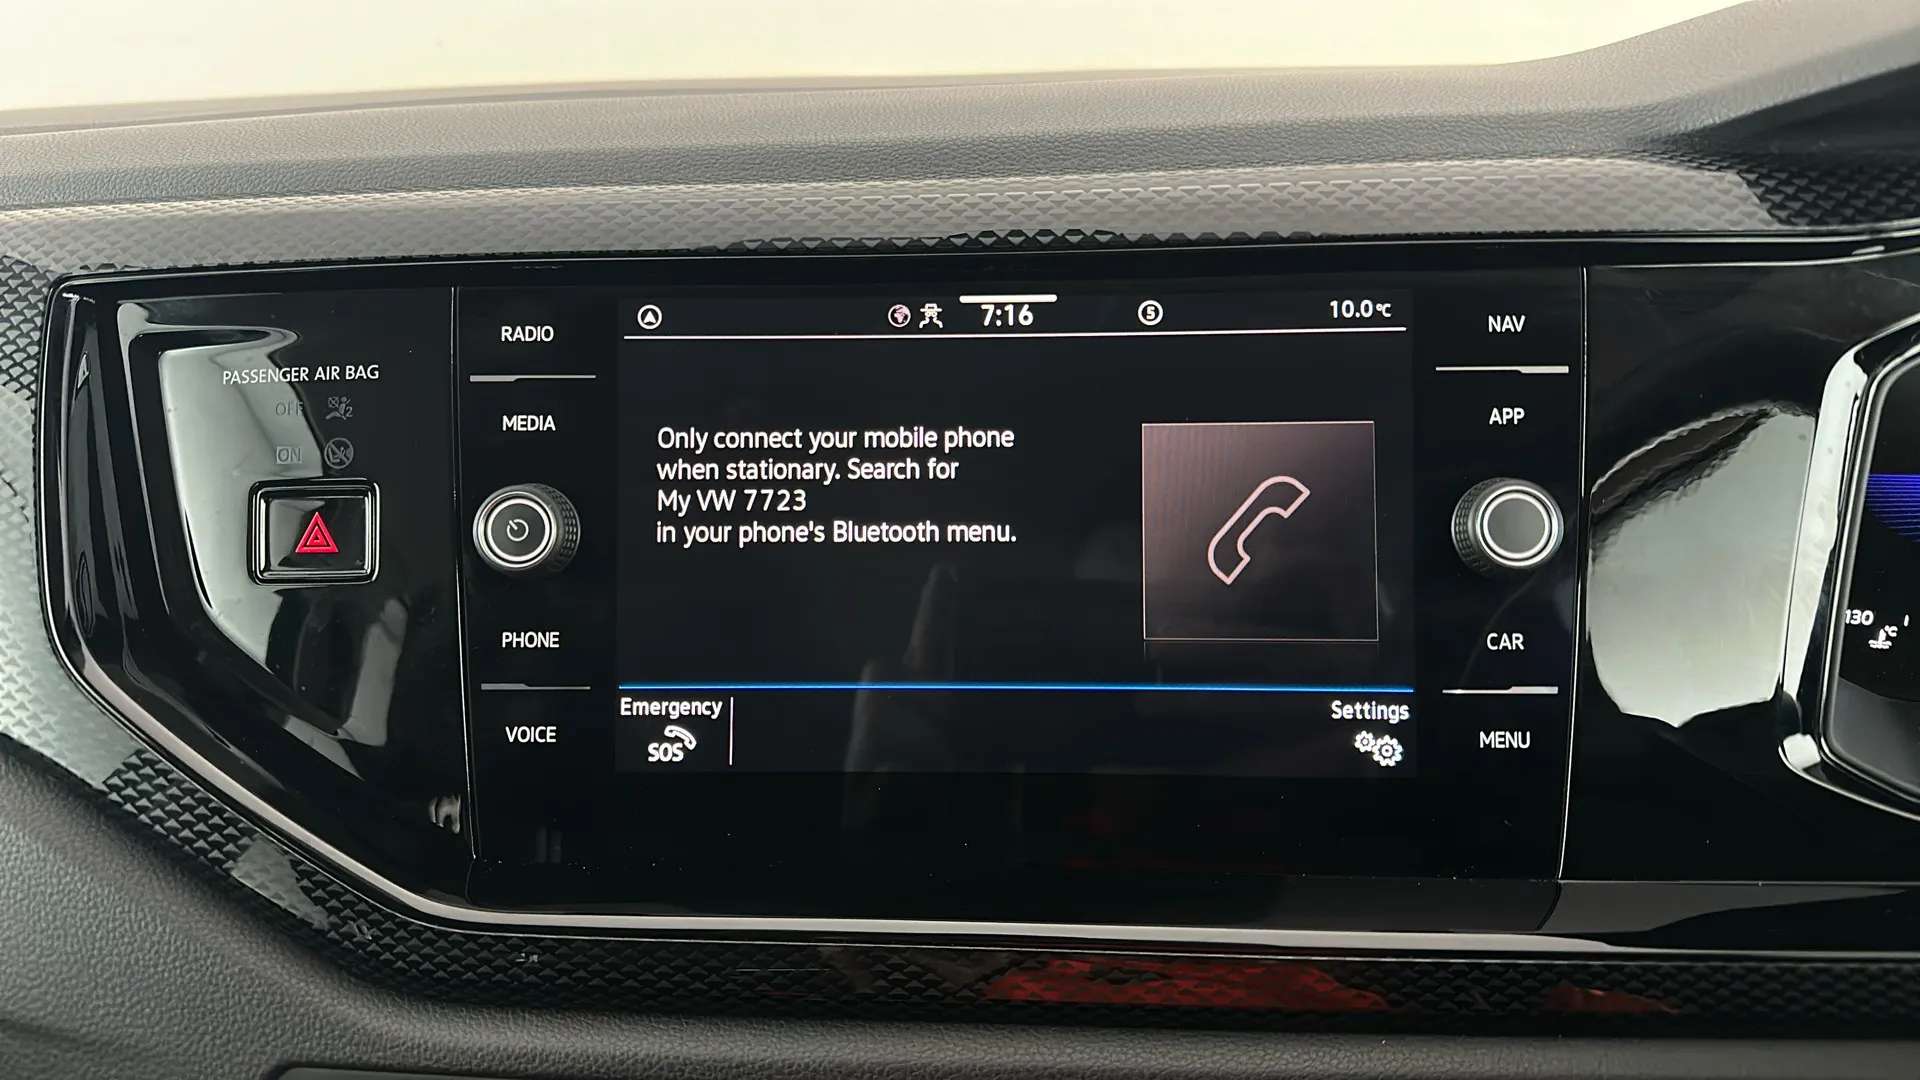 PASSENGER AIR BAG
OFF
2
ON
RADIO
MEDIA
PHONE
VOICE
7:16
5
10.0°C
Only connect your mobile phone
when stationary. Search for
My VW 7723
in your phone's Bluetooth menu.
Emergency
SOS
Settings
NAV
APP
CAR
MENU
130
°C